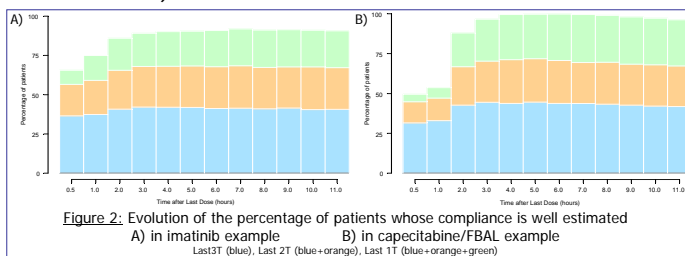 A)
B)
100
75
50
25
0
Percentage of patients
0.5 1.0 2.0 3.0 4.0 5.0 6.0 7.0 8.0 9.0 10.0 11.0
Time after Last Dose (hours)
100
75
50
25
0
Percentage of patients
0.5 1.0 2.0 3.0 4.0 5.0 6.0 7.0 8.0 9.0 10.0 11.0
Time after Last Dose (hours)
Figure 2: Evolution of the percentage of patients whose compliance is well estimated
A) in imatinib example B) in capecitabine/FBAL example
Last3T (blue), Last 2T (blue+orange), Last 1T (blue+orange+green)